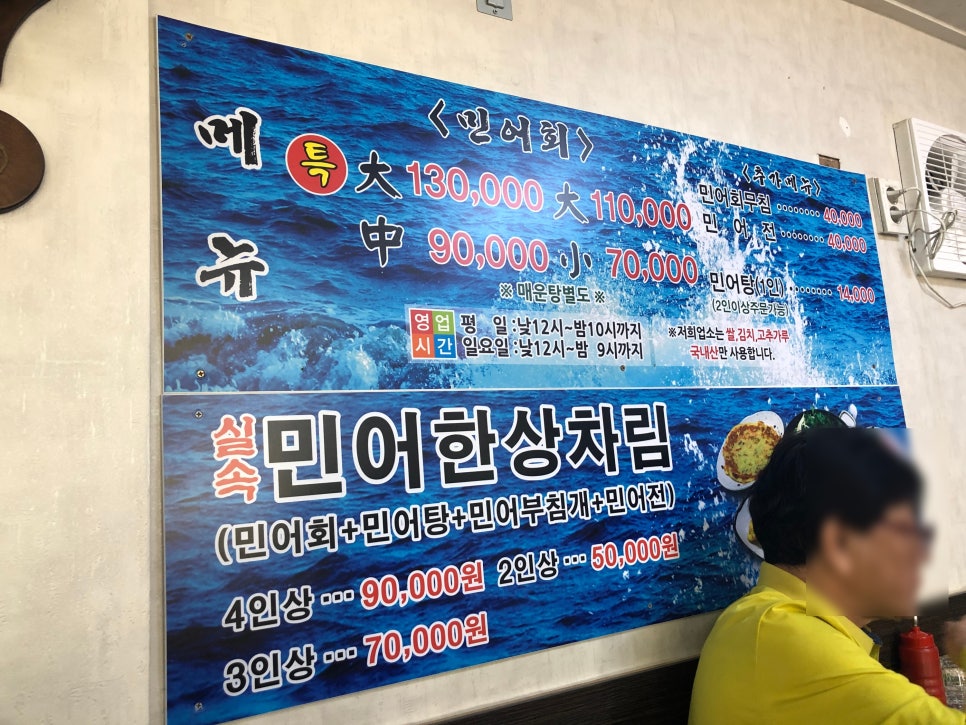 메뉴
<민어회>
특 大 130,000 大 110,000
中 90,000 小 70,000
※ 매운탕별도 ※
영업시간
평 일 :낮12시~밤10시까지
일요일 :낮12시~밤 9시까지
<추가메뉴>
민어회무침 ........ 40,000
민 어 전 ........ 40,000
민어탕(1인) ........ 14,000
(2인이상주문가능)
※저희업소는 쌀,김치,고추가루
국내산만 사용합니다.
실속 민어한상차림
(민어회+민어탕+민어부침개+민어전)
4인상 ··· 90,000원 2인상 ··· 50,000원
3인상 ··· 70,000원